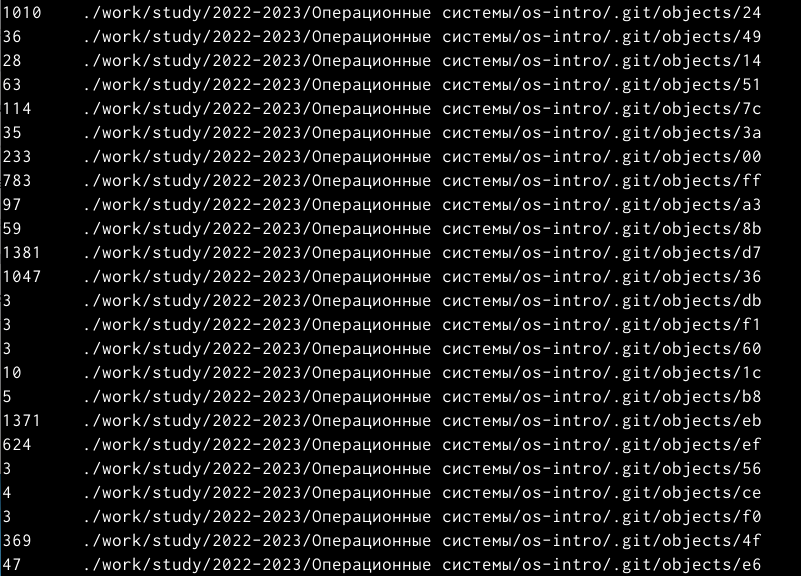 1010 ./work/study/2022-2023/Операционные системы/os-intro/.git/objects/24
36 ./work/study/2022-2023/Операционные системы/os-intro/.git/objects/49
28 ./work/study/2022-2023/Операционные системы/os-intro/.git/objects/14
63 ./work/study/2022-2023/Операционные системы/os-intro/.git/objects/51
114 ./work/study/2022-2023/Операционные системы/os-intro/.git/objects/7c
35 ./work/study/2022-2023/Операционные системы/os-intro/.git/objects/3a
233 ./work/study/2022-2023/Операционные системы/os-intro/.git/objects/00
783 ./work/study/2022-2023/Операционные системы/os-intro/.git/objects/ff
97 ./work/study/2022-2023/Операционные системы/os-intro/.git/objects/a3
59 ./work/study/2022-2023/Операционные системы/os-intro/.git/objects/8b
1381 ./work/study/2022-2023/Операционные системы/os-intro/.git/objects/d7
1047 ./work/study/2022-2023/Операционные системы/os-intro/.git/objects/36
3 ./work/study/2022-2023/Операционные системы/os-intro/.git/objects/db
3 ./work/study/2022-2023/Операционные системы/os-intro/.git/objects/f1
3 ./work/study/2022-2023/Операционные системы/os-intro/.git/objects/60
10 ./work/study/2022-2023/Операционные системы/os-intro/.git/objects/1c
5 ./work/study/2022-2023/Операционные системы/os-intro/.git/objects/b8
1371 ./work/study/2022-2023/Операционные системы/os-intro/.git/objects/eb
624 ./work/study/2022-2023/Операционные системы/os-intro/.git/objects/ef
3 ./work/study/2022-2023/Операционные системы/os-intro/.git/objects/56
4 ./work/study/2022-2023/Операционные системы/os-intro/.git/objects/ce
3 ./work/study/2022-2023/Операционные системы/os-intro/.git/objects/f0
369 ./work/study/2022-2023/Операционные системы/os-intro/.git/objects/4f
47 ./work/study/2022-2023/Операционные системы/os-intro/.git/objects/e6